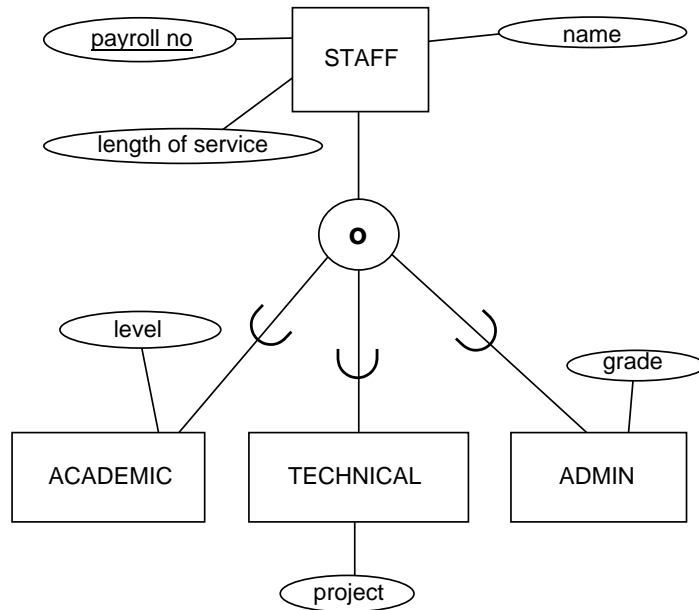 payroll no
STAFF
name
length of service
o
level
grade
ACADEMIC
TECHNICAL
ADMIN
project